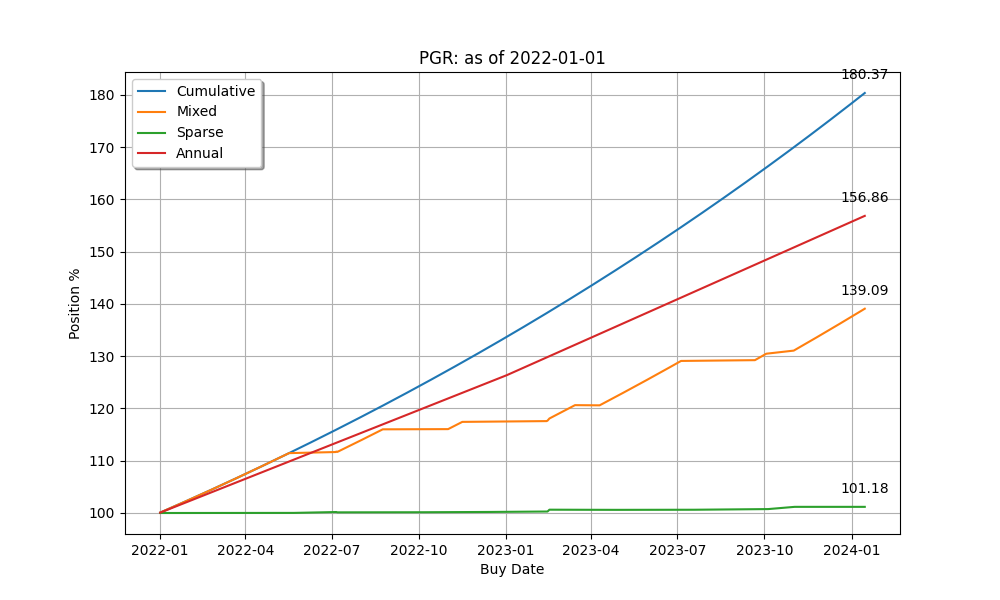 PGR: as of 2022-01-01
180.37
180
Cumulative
Mixed
Sparse
Annual
170
160
156.86
150
140
139.09
130
120
110
101.18
100
Position %
2022-01 2022-04 2022-07 2022-10 2023-01 2023-04 2023-07 2023-10 2024-01
Buy Date